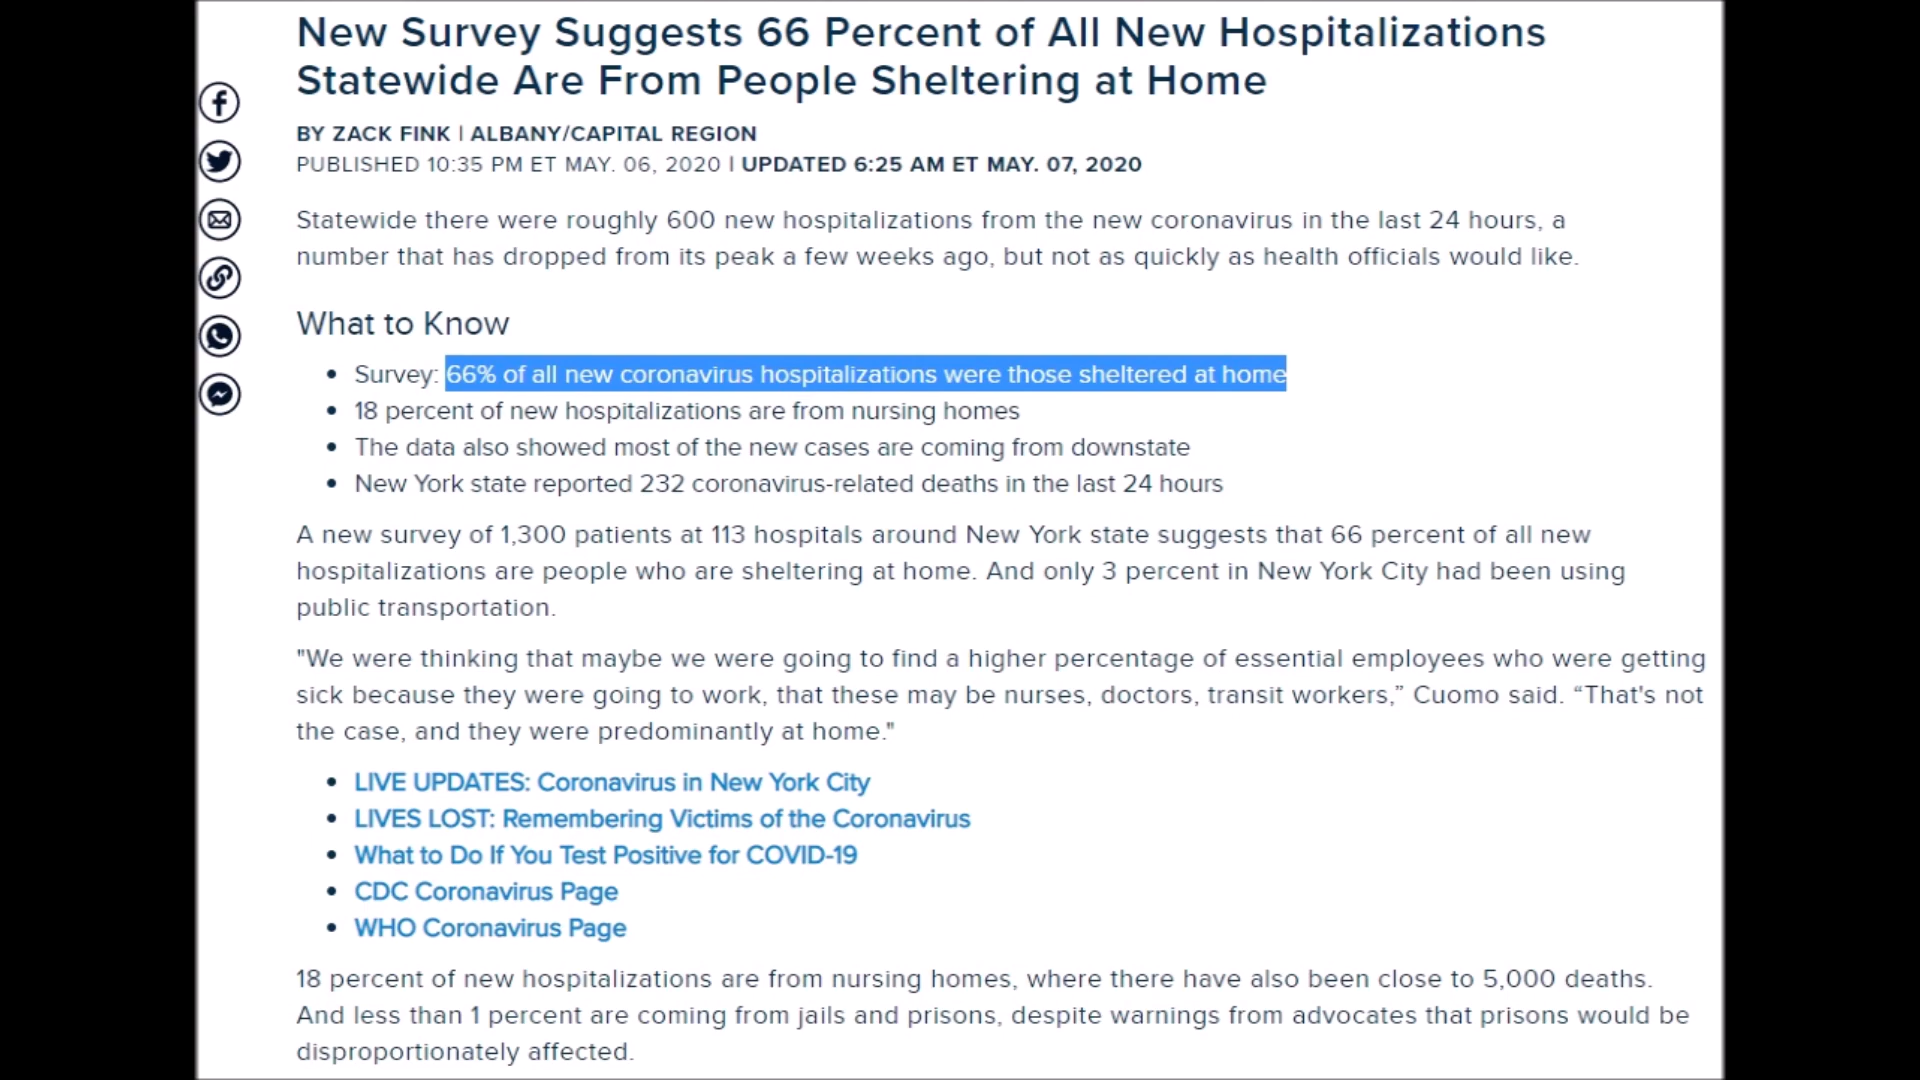 New Survey Suggests 66 Percent of All New Hospitalizations
Statewide Are From People Sheltering at Home
BY ZACK FINK | ALBANY/CAPITAL REGION
PUBLISHED 10:35 PM ET MAY. 06, 2020 | UPDATED 6:25 AM ET MAY. 07, 2020
Statewide there were roughly 600 new hospitalizations from the new coronavirus in the last 24 hours, a
number that has dropped from its peak a few weeks ago, but not as quickly as health officials would like.
What to Know
• Survey: 66% of all new coronavirus hospitalizations were those sheltered at home
• 18 percent of new hospitalizations are from nursing homes
• The data also showed most of the new cases are coming from downstate
• New York state reported 232 coronavirus-related deaths in the last 24 hours
A new survey of 1,300 patients at 113 hospitals around New York state suggests that 66 percent of all new
hospitalizations are people who are sheltering at home. And only 3 percent in New York City had been using
public transportation.
"We were thinking that maybe we were going to find a higher percentage of essential employees who were getting
sick because they were going to work, that these may be nurses, doctors, transit workers,” Cuomo said. “That's not
the case, and they were predominantly at home."
• LIVE UPDATES: Coronavirus in New York City
• LIVES LOST: Remembering Victims of the Coronavirus
• What to Do If You Test Positive for COVID-19
• CDC Coronavirus Page
• WHO Coronavirus Page
18 percent of new hospitalizations are from nursing homes, where there have also been close to 5,000 deaths.
And less than 1 percent are coming from jails and prisons, despite warnings from advocates that prisons would be
disproportionately affected.